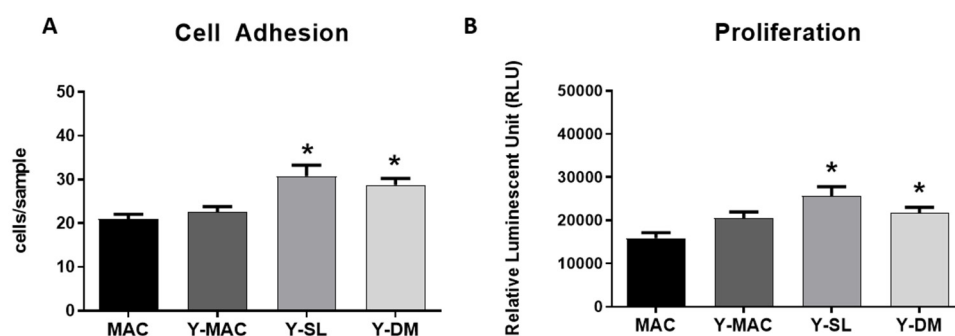 A
Cell Adhesion
cells/sample
50
40
30
20
10
0
*
*
MAC
Y-MAC
Y-SL
Y-DM
B
Proliferation
Relative Luminescent Unit (RLU)
50000
40000
30000
20000
10000
0
*
*
MAC
Y-MAC
Y-SL
Y-DM